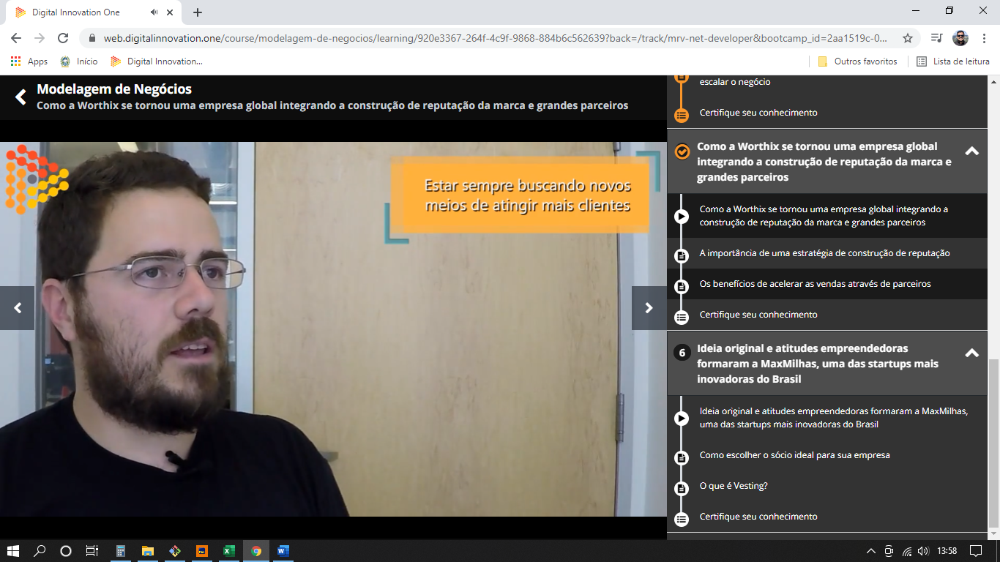 Digital Innovation One
web.digitalinnovation.one/course/modelagem-de-negocios/learning/920e3367-264f-4c9f-9868-884b6c562639?back=/track/mrv-net-developer&bootcamp_id=2aa1519c-0...
Apps
Início
Digital Innovation...
Outros favoritos
Lista de leitura
Modelagem de Negócios
Como a Worthix se tornou uma empresa global integrando a construção de reputação da marca e grandes parceiros
Estar sempre buscando novos
meios de atingir mais clientes
escalar o negócio
Certifique seu conhecimento
Como a Worthix se tornou uma empresa global
integrando a construção de reputação da marca e
grandes parceiros
Como a Worthix se tornou uma empresa global integrando a
construção de reputação da marca e grandes parceiros
A importância de uma estratégia de construção de reputação
Os benefícios de acelerar as vendas através de parceiros
Certifique seu conhecimento
6
Ideia original e atitudes empreendedoras
formaram a MaxMilhas, uma das startups mais
inovadoras do Brasil
Ideia original e atitudes empreendedoras formaram a MaxMilhas,
uma das startups mais inovadoras do Brasil
Como escolher o sócio ideal para sua empresa
O que é Vesting?
Certifique seu conhecimento
13:58